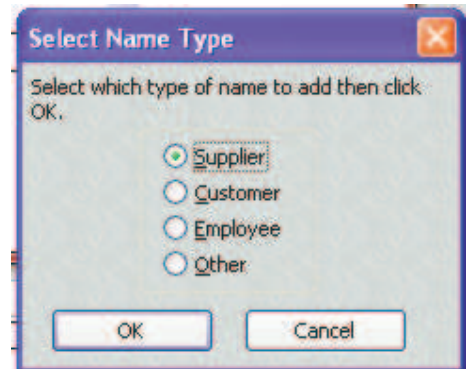 Select Name Type
Select which type of name to add then click
OK.
Supplier
Customer
Employee
Other
OK Cancel